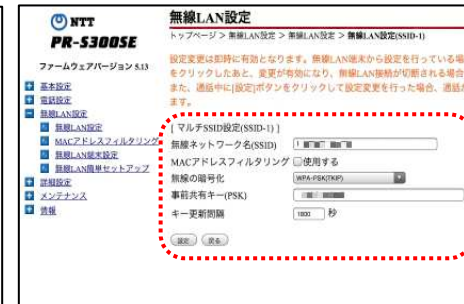 NTT
PR-S300SE
ファームウェアバージョン 5.13
基本設定
電話設定
無線LAN設定
無線LAN設定
MACアドレスフィルタリング
無線LAN端末設定
無線LAN簡単セットアップ
詳細設定
メンテナンス
情報
無線LAN設定
トップページ > 無線LAN設定 > 無線LAN設定 > 無線LAN設定(SSID-1)
設定変更は即時に有効となります。無線LAN端末から設定を行っている場
をクリックしたあと、変更が有効になり、無線LAN接続が切断される場合
また、通話中に[設定]ボタンをクリックして設定変更を行った場合、通話が
ます。
[ マルチSSID設定(SSID-1) ]
無線ネットワーク名(SSID)
MACアドレスフィルタリング 使用する
無線の暗号化 WPA-PSK(TKIP)
事前共有キー(PSK)
キー更新間隔 1800 秒
設定 戻る